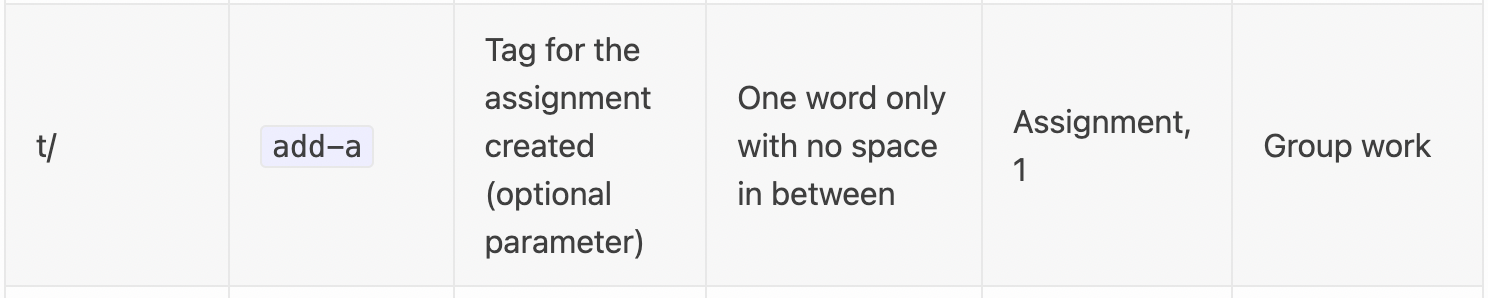 t/
add-a
Tag for the
assignment
created
(optional
parameter)
One word only
with no space
in between
Assignment,
1
Group work